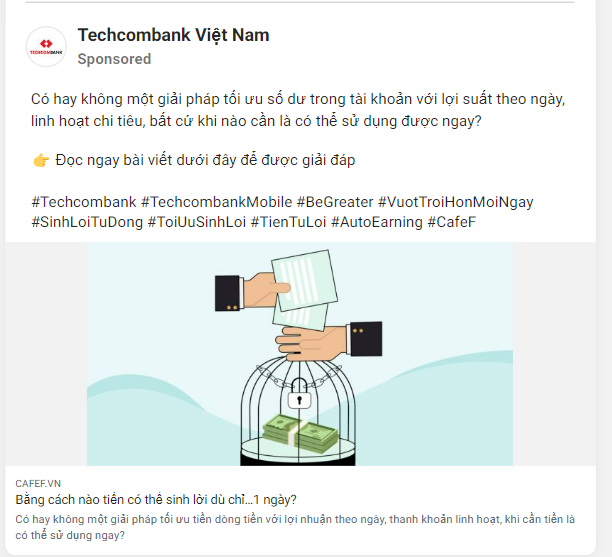 TECHCOMBANK
Techcombank Việt Nam
Sponsored
Có hay không một giải pháp tối ưu số dư trong tài khoản với lợi suất theo ngày,
linh hoạt chi tiêu, bất cứ khi nào cần là có thể sử dụng được ngay?
👉 Đọc ngay bài viết dưới đây để được giải đáp
#Techcombank #TechcombankMobile #BeGreater #VuotTroiHonMoiNgay
#SinhLoiTuDong #ToiUuSinhLoi #TienTuLoi #AutoEarning #CafeF
CAFEF.VN
Bằng cách nào tiền có thể sinh lời dù chỉ...1 ngày?
Có hay không một giải pháp tối ưu tiền dòng tiền với lợi nhuận theo ngày, thanh khoản linh hoạt, khi cần tiền là
có thể sử dụng ngay?